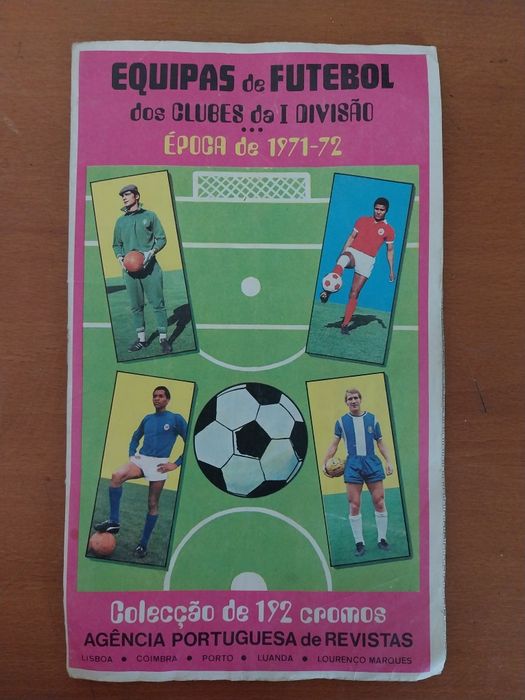 EQUIPAS de FUTEBOL
dos CLUBES da I DIVISÃO
•••
ÉPOCA de 1971-72
Colecção de 192 cromos
AGÊNCIA PORTUGUESA de REVISTAS
LISBOA • COIMBRA • PORTO • LUANDA • LOURENÇO MARQUES